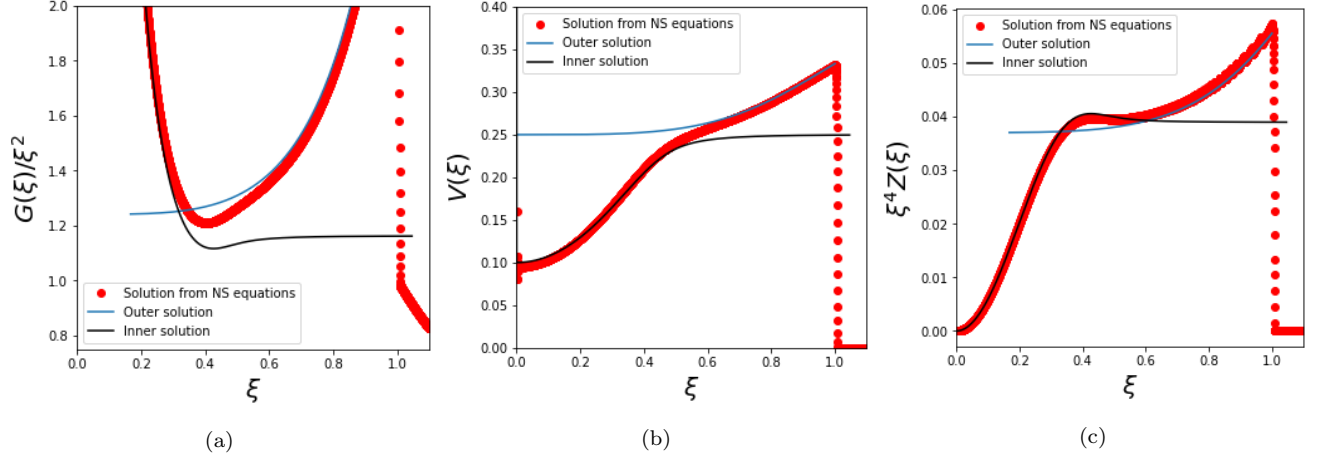 2.0
1.8
1.6
1.4
1.2
1.0
0.8
G(ξ)/ξ²
Solution from NS equations
Outer solution
Inner solution
0.0 0.2 0.4 0.6 0.8 1.0
ξ
(a)
0.40
0.35
0.30
0.25
0.20
0.15
0.10
0.05
0.00
V(ξ)
Solution from NS equations
Outer solution
Inner solution
0.0 0.2 0.4 0.6 0.8 1.0
ξ
(b)
0.06
0.05
0.04
0.03
0.02
0.01
0.00
ξ⁴Z(ξ)
Solution from NS equations
Outer solution
Inner solution
0.0 0.2 0.4 0.6 0.8 1.0
ξ
(c)